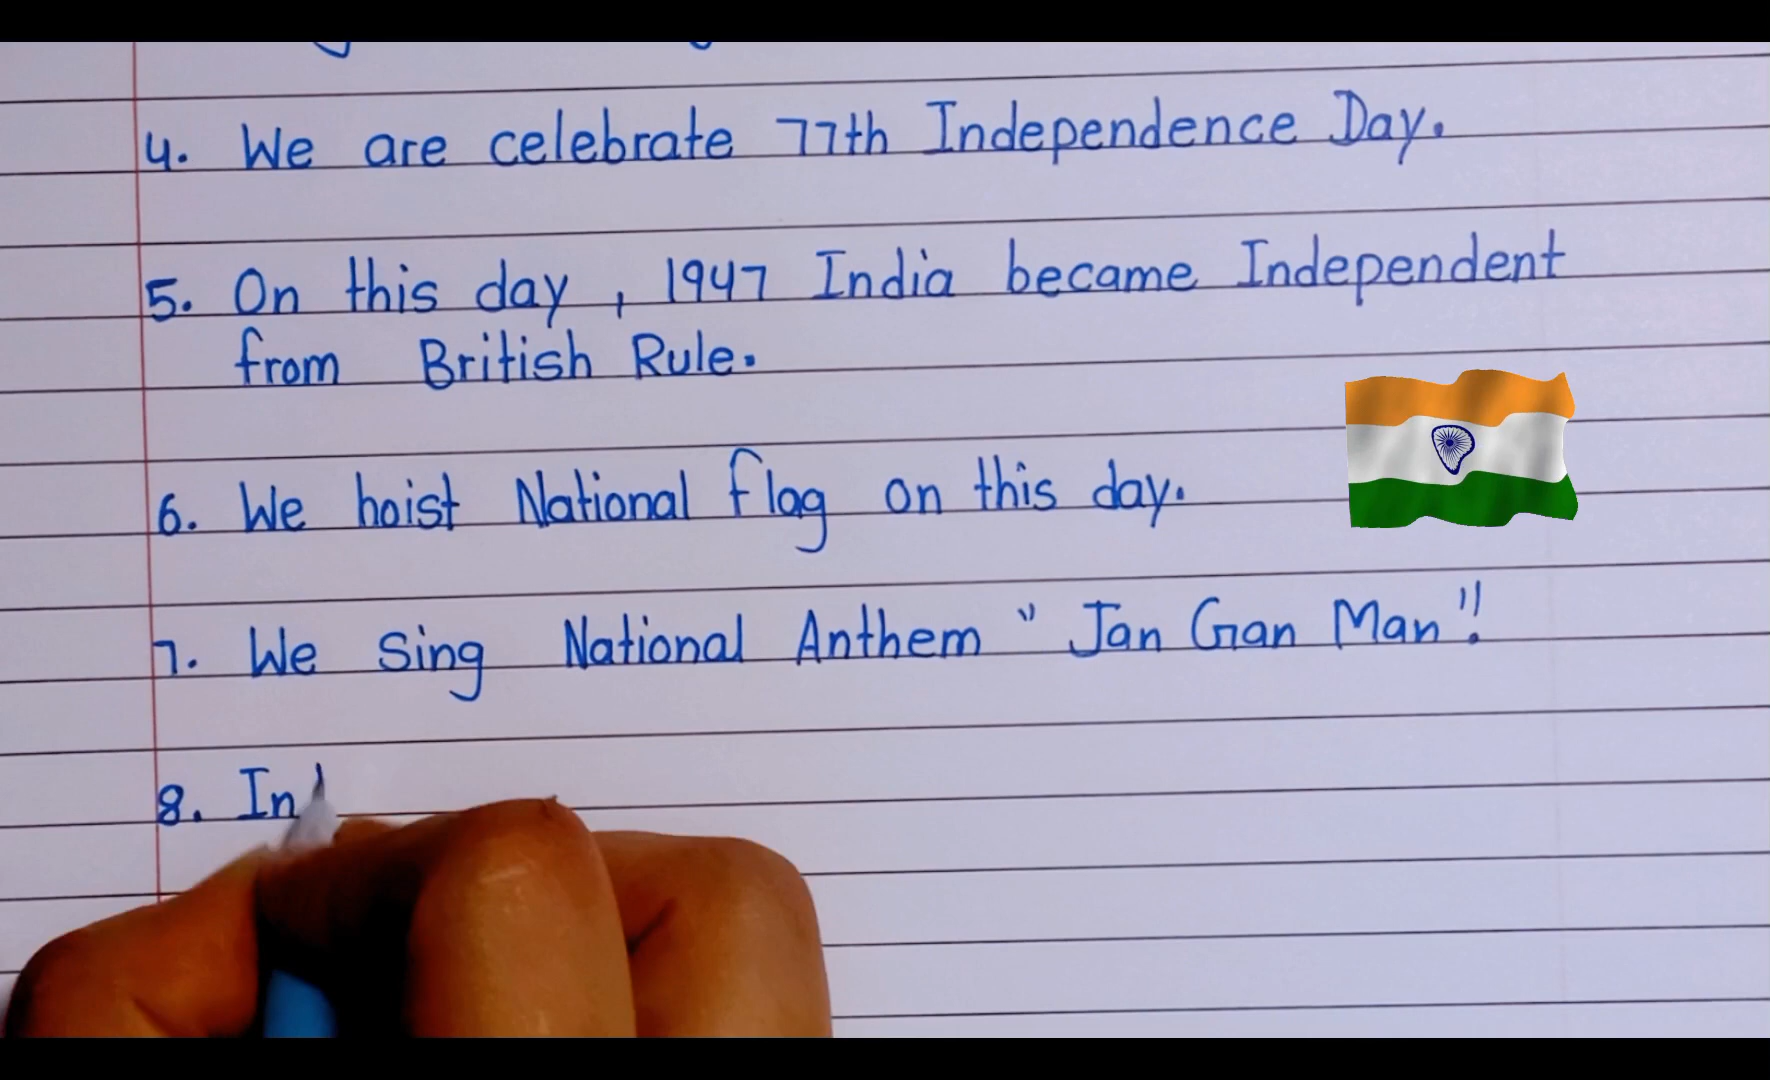 4. We are celebrate 77th Independence Day.
5. On this day , 1947 India became Independent
from British Rule.
6. We hoist National flag on this day.
7. We Sing National Anthem " Jan Gan Man".
8. In